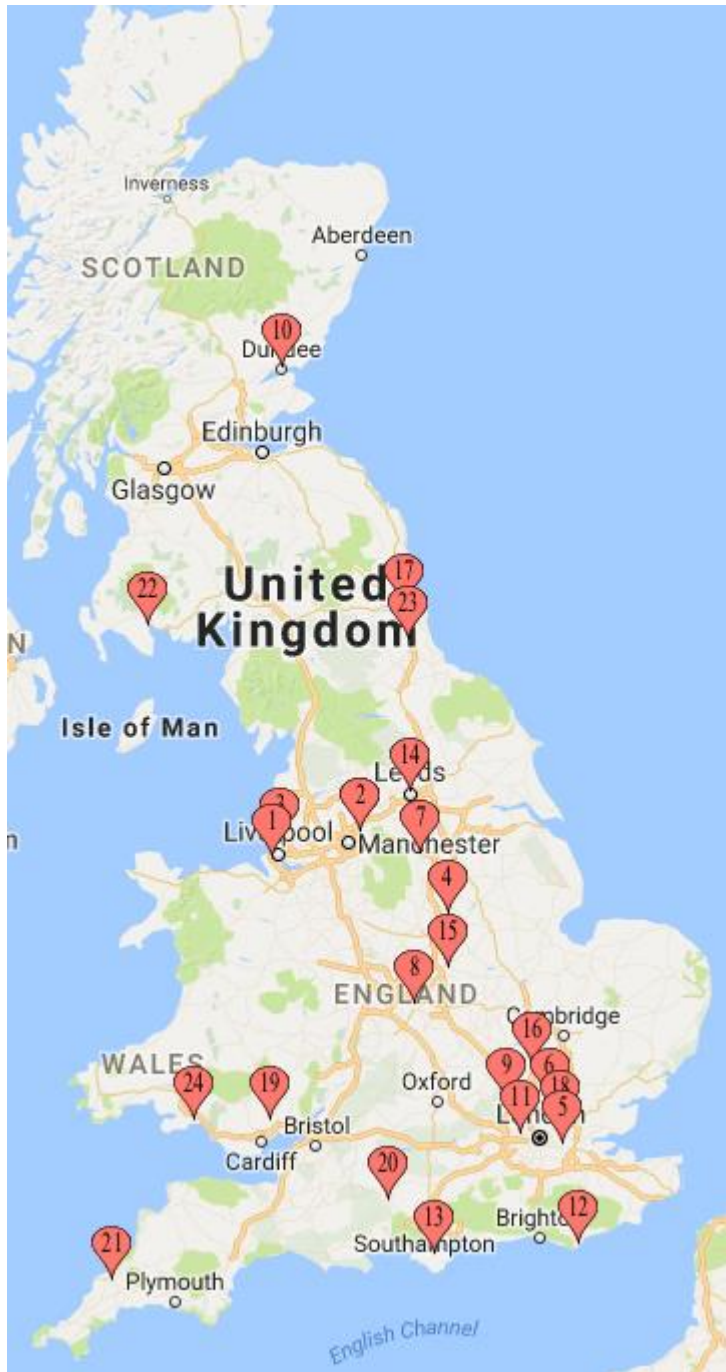 Inverness
Aberdeen
SCOTLAND
10
Dundee
Edinburgh
Glasgow
17
22
United
23
Kingdom
N
Isle of Man
14
Leeds
3
2
1
7
Liverpool
Manchester
n
4
15
8
ENGLAND
Cambridge
16
WALES
9
6
24
19
Oxford
18
11
5
London
Bristol
Cardiff
20
12
13
Brighton
Southampton
21
Plymouth
English Channel